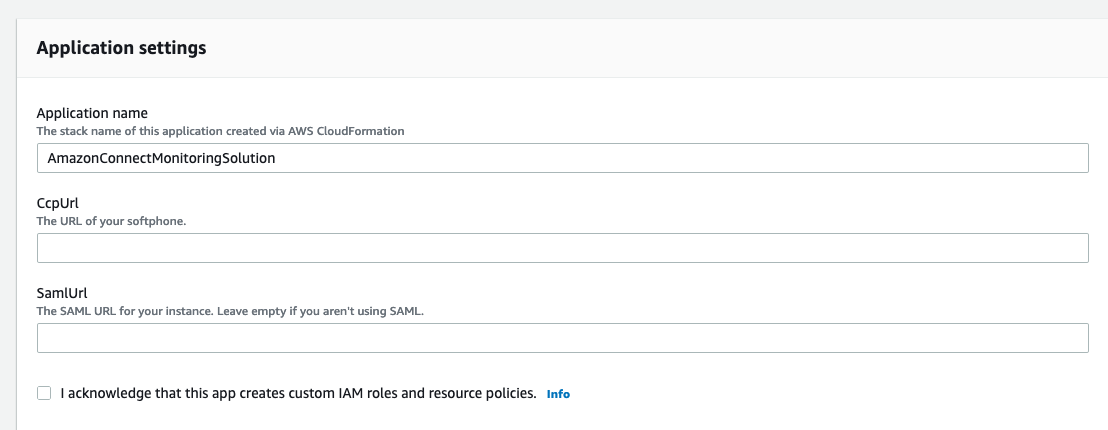 Application settings
Application name
The stack name of this application created via AWS CloudFormation
AmazonConnectMonitoringSolution
CcpUrl
The URL of your softphone.
SamlUrl
The SAML URL for your instance. Leave empty if you aren't using SAML.
I acknowledge that this app creates custom IAM roles and resource policies. Info